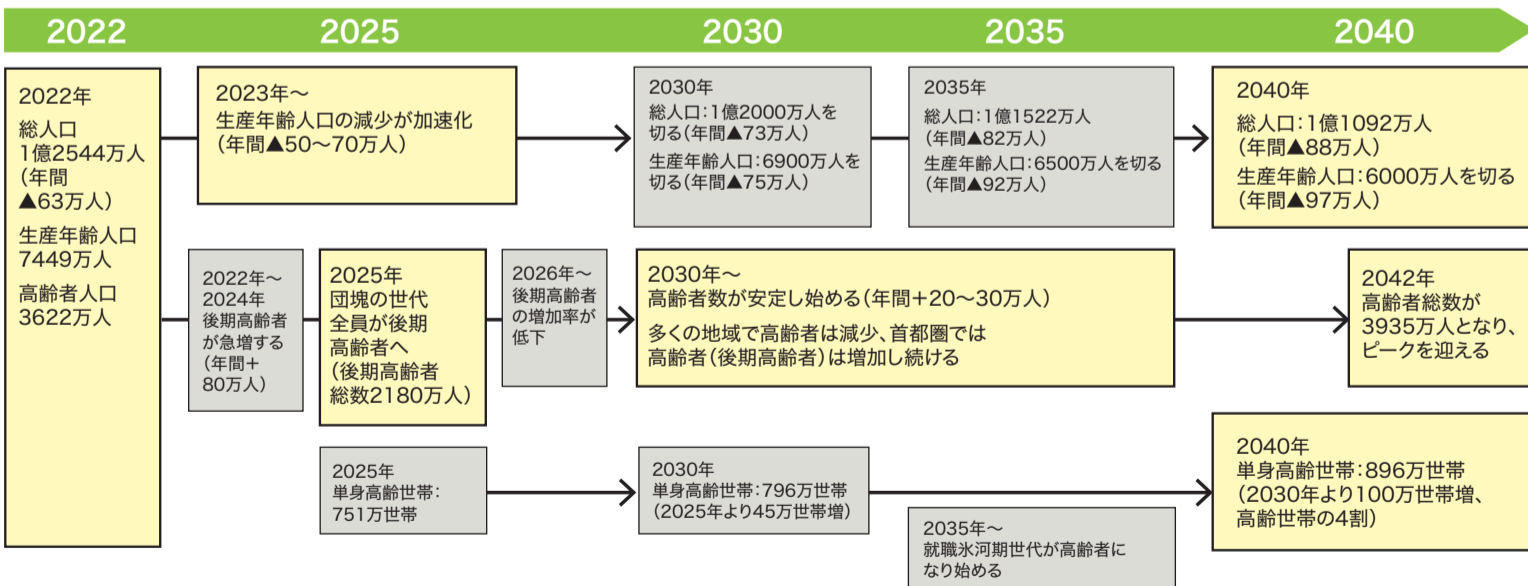 2022
2025
2030
2035
2040
2022年
総人口
1億2544万人
（年間
▲63万人）
生産年齢人口
7449万人
高齢者人口
3622万人
2023年～
生産年齢人口の減少が加速化
（年間▲50～70万人）
2030年
総人口：1億2000万人を
切る（年間▲73万人）
生産年齢人口：6900万人を
切る（年間▲75万人）
2035年
総人口：1億1522万人
（年間▲82万人）
生産年齢人口：6500万人を切る
（年間▲92万人）
2040年
総人口：1億1092万人
（年間▲88万人）
生産年齢人口：6000万人を切る
（年間▲97万人）
2022年～
2024年
後期高齢者
が急増する
（年間＋
80万人）
2025年
団塊の世代
全員が後期
高齢者へ
（後期高齢者
総数2180万人）
2026年～
後期高齢者
の増加率が
低下
2030年～
高齢者数が安定し始める（年間＋20～30万人）
多くの地域で高齢者は減少、首都圏では
高齢者（後期高齢者）は増加し続ける
2042年
高齢者総数が
3935万人となり、
ピークを迎える
2025年
単身高齢世帯：
751万世帯
2030年
単身高齢世帯：796万世帯
（2025年より45万世帯増）
2035年～
就職氷河期世代が高齢者に
なり始める
2040年
単身高齢世帯：896万世帯
（2030年より100万世帯増、
高齢世帯の4割）